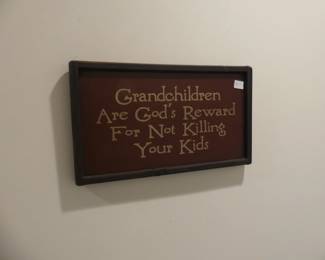 Grandchildren
Are God's Reward
For Not Killing
Your Kids